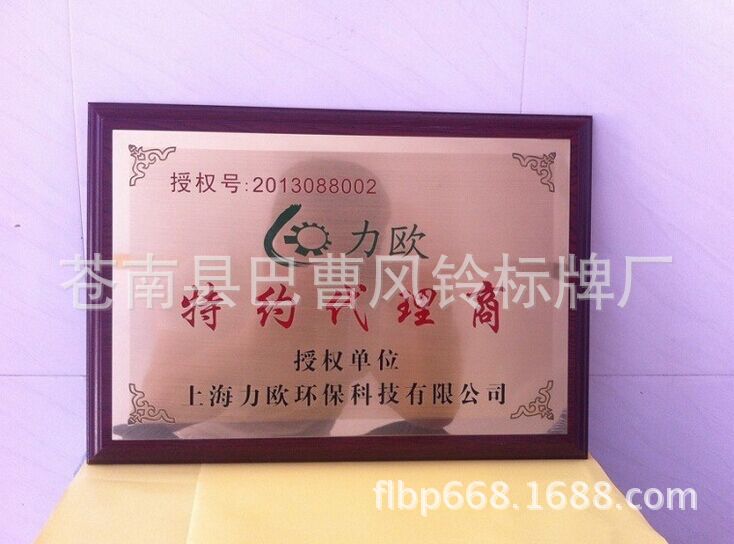 授权号:2013088002
力欧
苍南县巴曹风铃标牌厂
特约代理商
授权单位
上海力欧环保科技有限公司
flbp668.1688.com